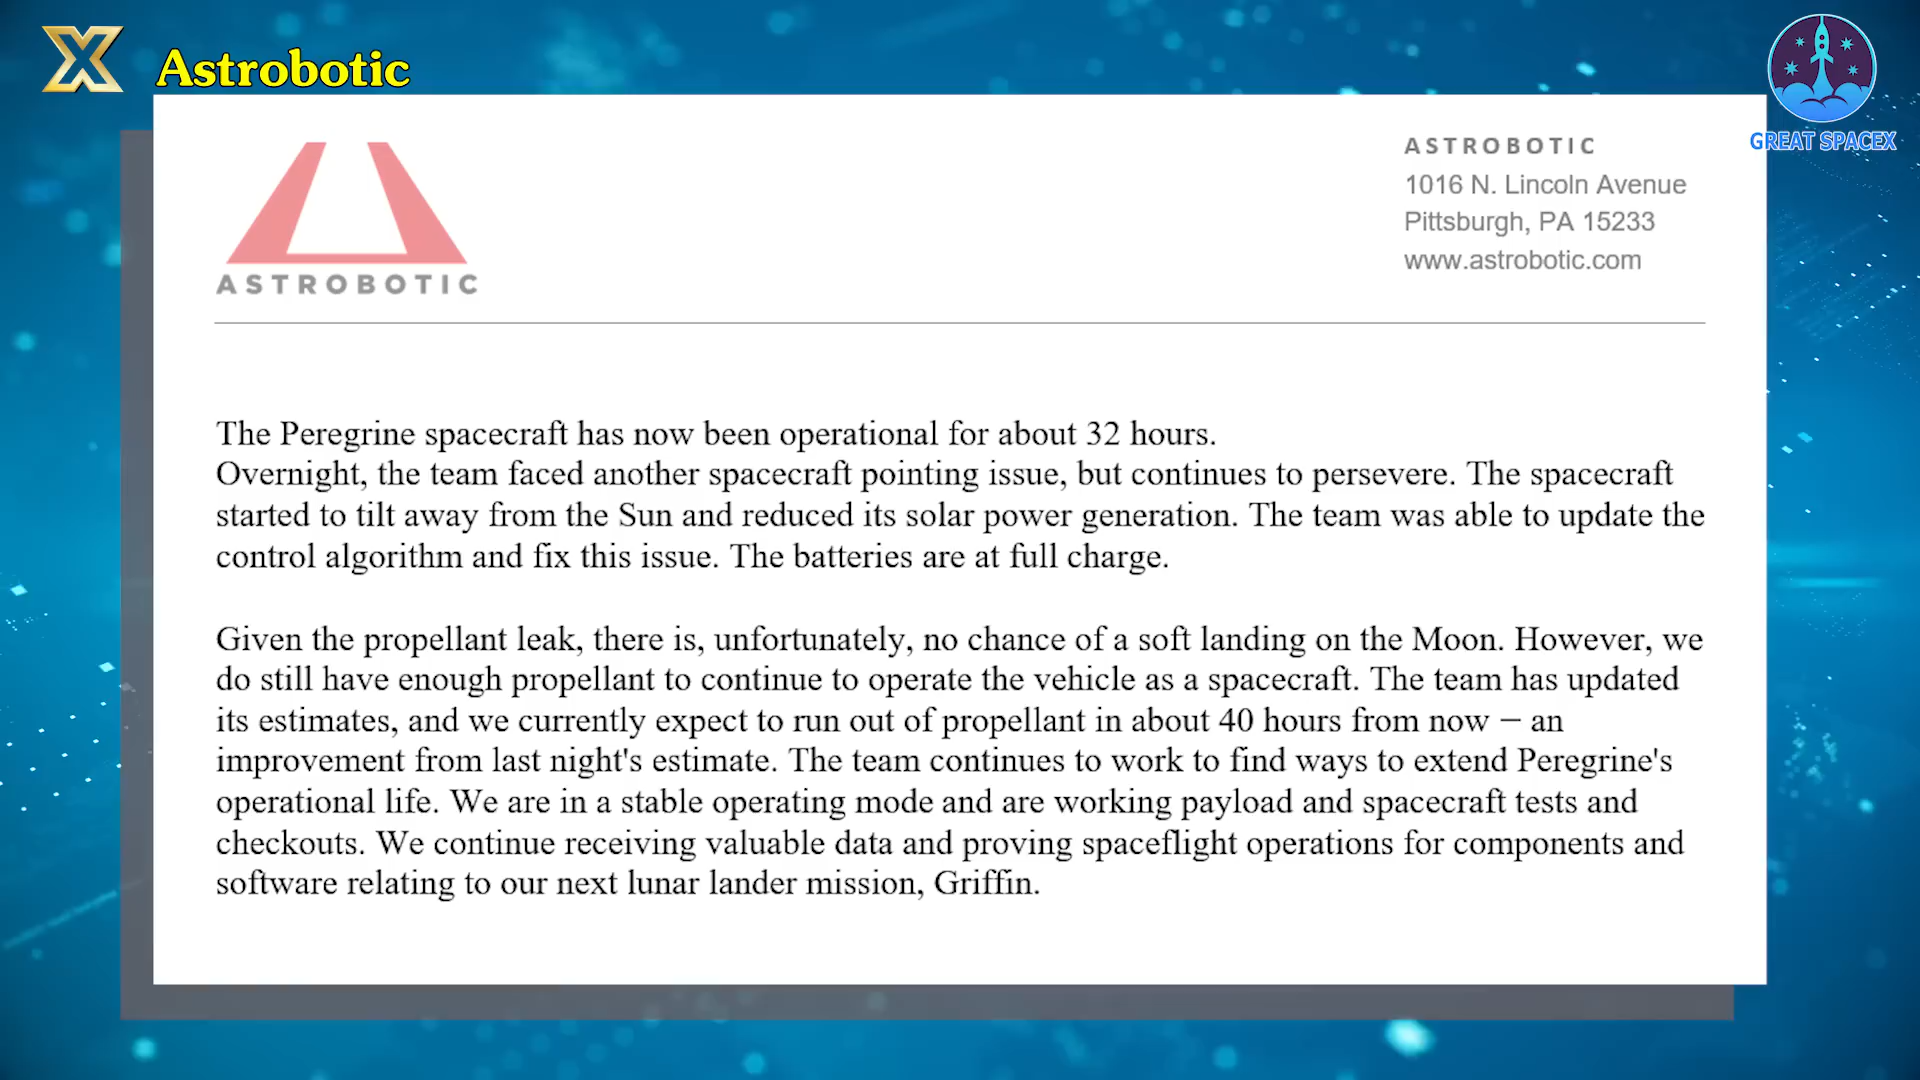 X Astrobotic
GREAT SPACEX
ASTROBOTIC
ASTROBOTIC
1016 N. Lincoln Avenue
Pittsburgh, PA 15233
www.astrobotic.com
The Peregrine spacecraft has now been operational for about 32 hours.
Overnight, the team faced another spacecraft pointing issue, but continues to persevere. The spacecraft
started to tilt away from the Sun and reduced its solar power generation. The team was able to update the
control algorithm and fix this issue. The batteries are at full charge.
Given the propellant leak, there is, unfortunately, no chance of a soft landing on the Moon. However, we
do still have enough propellant to continue to operate the vehicle as a spacecraft. The team has updated
its estimates, and we currently expect to run out of propellant in about 40 hours from now – an
improvement from last night's estimate. The team continues to work to find ways to extend Peregrine's
operational life. We are in a stable operating mode and are working payload and spacecraft tests and
checkouts. We continue receiving valuable data and proving spaceflight operations for components and
software relating to our next lunar lander mission, Griffin.